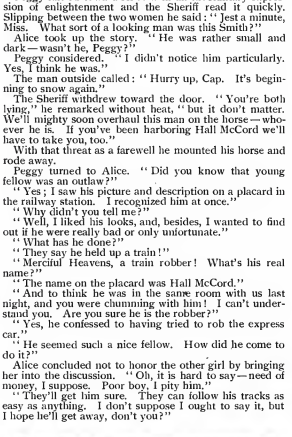 sion of enlightenment and the Sheriff read it quickly.
Slipping between the two women he said: "Jest a minute,
Miss. What sort of a looking man was this Smith?"
Alice took up the story. "He was rather small and
dark—wasn't he, Peggy?"
Peggy considered. "I didn't notice him particularly.
Yes, I think he was."
The man outside called: "Hurry up, Cap. It's begin-
ning to snow again."
The Sheriff withdrew toward the door. "You're both
lying," he remarked without heat, "but it don't matter.
We'll mighty soon overhaul this man on the horse—who-
ever he is. If you've been harboring Hall McCord we'll
have to take you, too."
With that threat as a farewell he mounted his horse and
rode away.
Peggy turned to Alice. "Did you know that young
fellow was an outlaw?"
"Yes; I saw his picture and description on a placard in
the railway station. I recognized him at once."
"Why didn't you tell me?"
"Well, I liked his looks, and, besides, I wanted to find
out if he were really bad or only unfortunate."
"What has he done?"
"They say he held up a train!"
"Merciful Heavens, a train robber! What's his real
name?"
"The name on the placard was Hall McCord."
"And to think he was in the same room with us last
night, and you were chumming with him! I can't under-
stand you. Are you sure he is the robber?"
"Yes, he confessed to having tried to rob the express
car."
"He seemed such a nice fellow. How did he come to
do it?"
Alice concluded not to honor the other girl by bringing
her into the discussion. "Oh, it is hard to say—need of
money, I suppose. Poor boy, I pity him."
"They'll get him sure. They can follow his tracks as
easy as anything. I don't suppose I ought to say it, but
I hope he'll get away, don't you?"